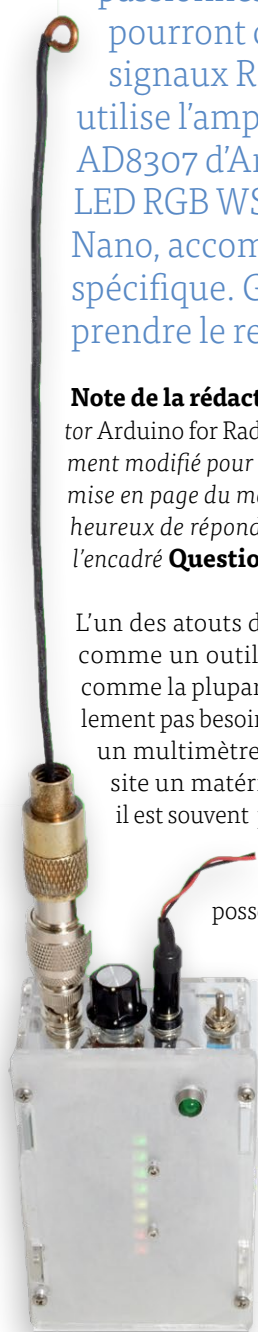 pourront
signaux R
utilise l’amp
AD8307 d’A
LED RGB WS
Nano, accom
spécifique. G
prendre le re
Note de la rédact
tor Arduino for Rad
ment modifié pour
mise en page du m
heureux de répond
l’encadré Questio
L’un des atouts d
comme un outil
comme la plupar
lement pas besoin
un multimètre
site un matéri
il est souvent
poss